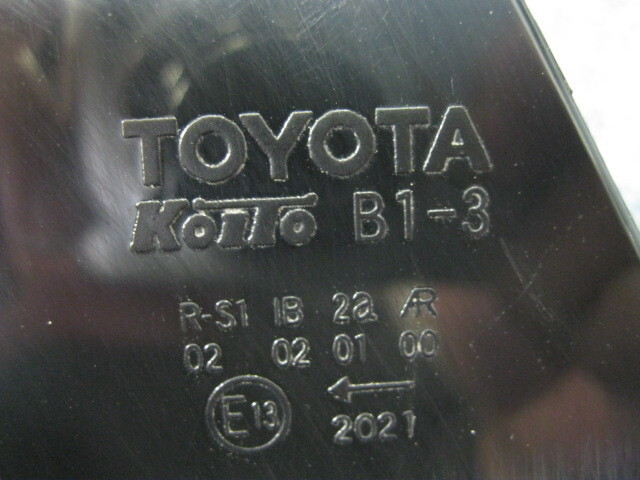 TOYOTA
KOITO B1-3
R-S1 IB 2a AR
02 02 01 00
E13 ←
2021